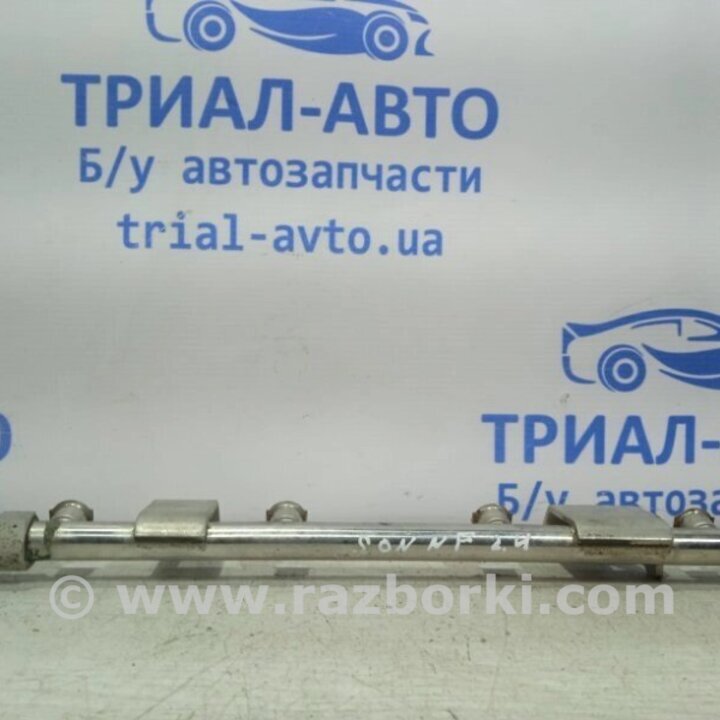 ТРИАЛ-АВТО
Б/у автозапчасти
trial-avto.ua
ТРИАЛ-
Б/у автоза
SON NF 2.4
© www.razborki.com